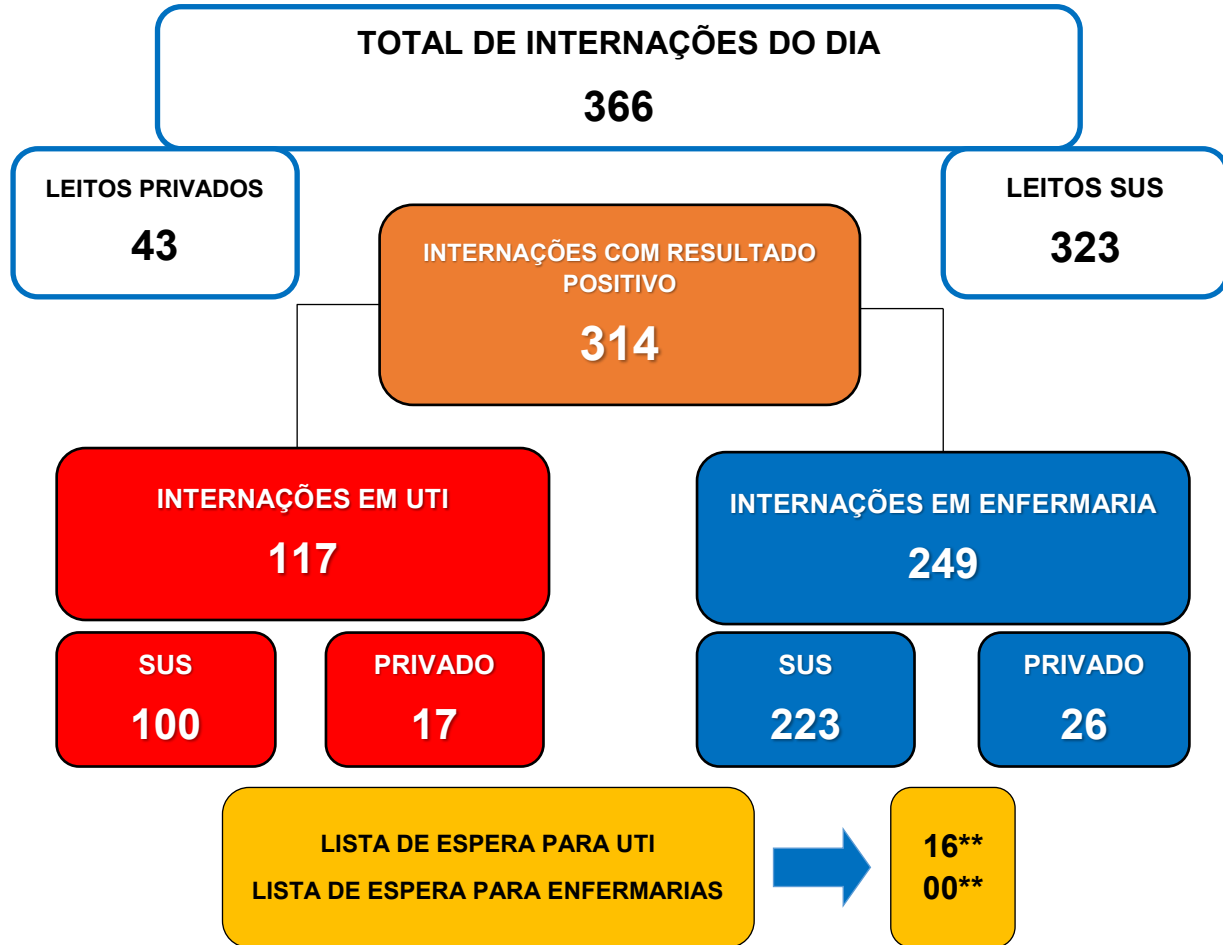 TOTAL DE INTERNAÇÕES DO DIA
366
LEITOS PRIVADOS
43
LEITOS SUS
323
INTERNAÇÕES COM RESULTADO
POSITIVO
314
INTERNAÇÕES EM UTI
117
INTERNAÇÕES EM ENFERMARIA
249
SUS
100
PRIVADO
17
SUS
223
PRIVADO
26
LISTA DE ESPERA PARA UTI
LISTA DE ESPERA PARA ENFERMARIAS
16**
00**